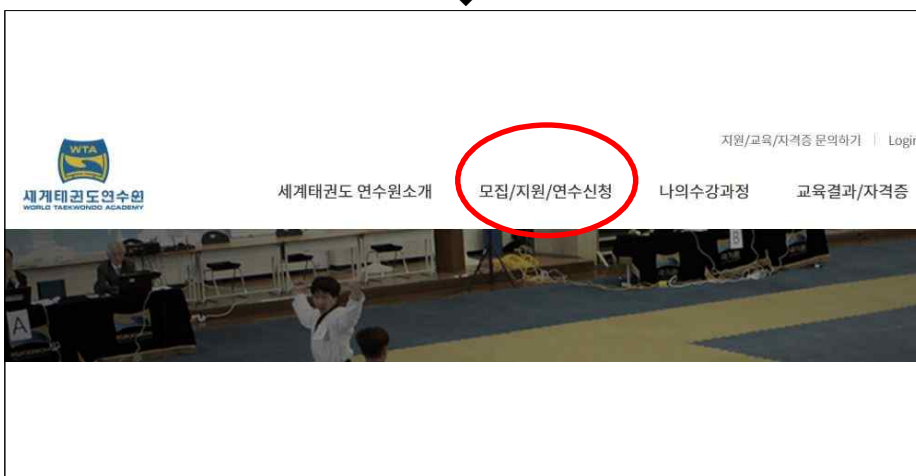 지원/교육/자격증 문의하기 | Login
WTA
세계태권도연수원
WORLD TAEKWONDO ACADEMY
세계태권도 연수원소개 모집/지원/연수신청 나의수강과정 교육결과/자격증
A
B